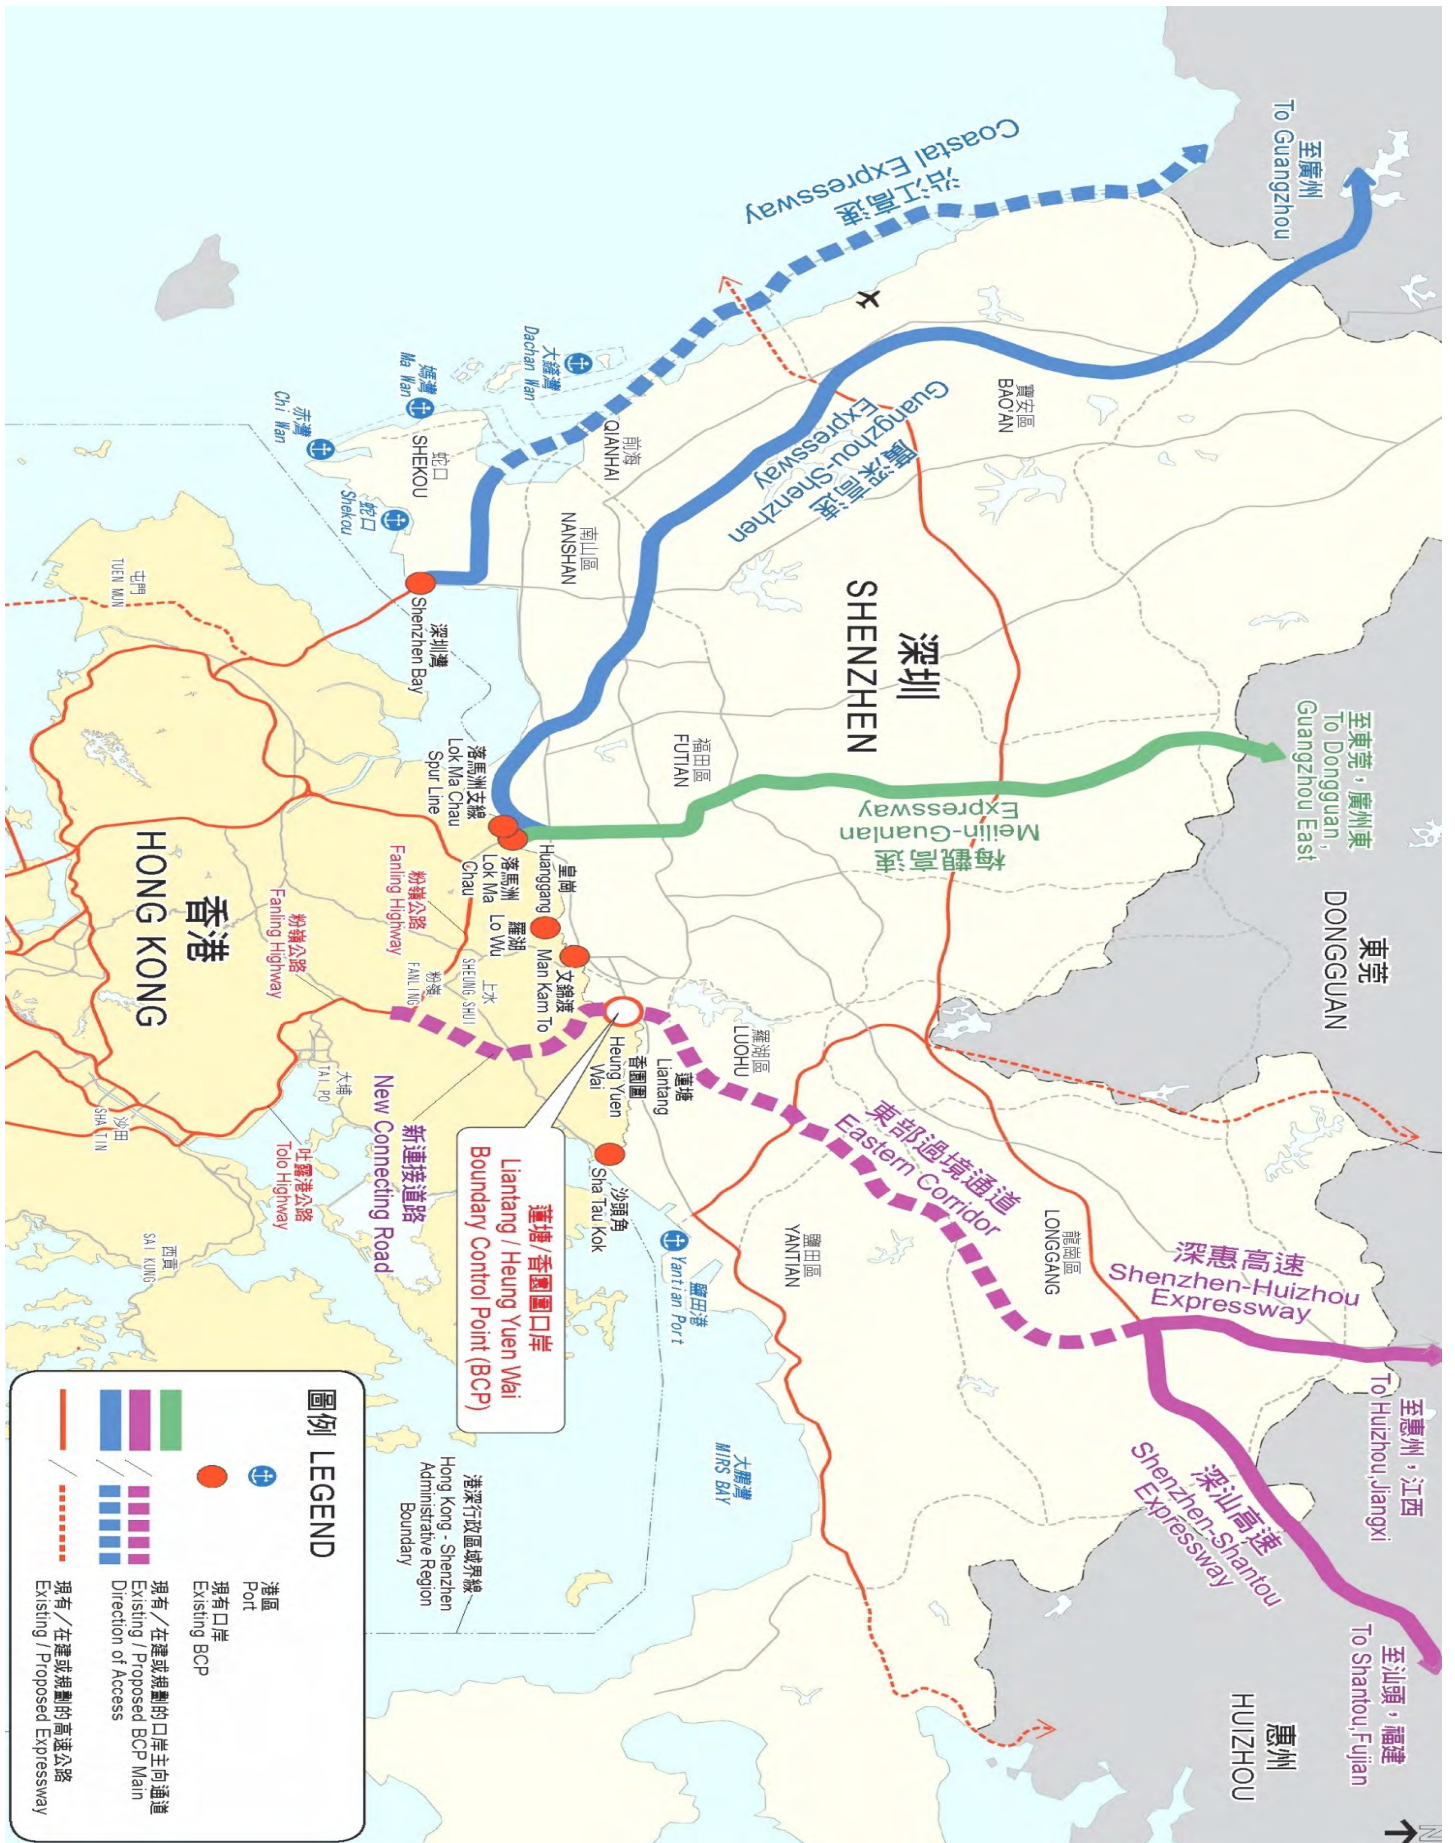 至廣州
To Guangzhou
沿江高速
Coastal Expressway
廣深高速
Guangzhou-Shenzhen
Expressway
寶安區
BAO'AN
大鏟灣
Dachan Wan
媽灣
Ma Wan
赤灣
Chi Wan
蛇口
SHEKOU
蛇口
Shekou
前海
QIANHAI
南山區
NANSHAN
深圳
SHENZHEN
福田區
FUTIAN
至東莞，廣州東
To Dongguan,
Guangzhou East
梅觀高速
Meilin-Guanlan
Expressway
東莞
DONGGUAN
屯門
TUEN MUN
深圳灣
Shenzhen Bay
落馬洲支線
Lok Ma Chau
Spur Line
皇崗
Huanggang
落馬洲
Lok Ma
Chau
羅湖
Lo Wu
文錦渡
Man Kam To
羅湖區
LUOHU
蓮塘
Liantang
香園圍
Heung Yuen
Wai
沙頭角
Sha Tau Kok
粉嶺公路
Fanling Highway
粉嶺公路
Fanling Highway
上水
SHEUNG SHUI
粉嶺
FANLING
香港
HONG KONG
新連接道路
New Connecting Road
大埔
TAI PO
沙田
SHA TIN
吐露港公路
Tolo Highway
西貢
SAI KUNG
蓮塘/香園圍口岸
Liantang / Heung Yuen Wai
Boundary Control Point (BCP)
東部過境通道
Eastern Corridor
龍崗區
LONGGANG
鹽田區
YANTIAN
鹽田港
Yantian Port
深惠高速
Shenzhen-Huizhou
Expressway
至惠州，江西
To Huizhou,Jiangxi
深汕高速
Shenzhen-Shantou
Expressway
至汕頭，福建
To Shantou,Fujian
惠州
HUIZHOU
大鵬灣
MIRS BAY
港深行政區域界線
Hong Kong - Shenzhen
Administrative Region
Boundary
圖例 LEGEND
港區
Port
現有口岸
Existing BCP
現有／在建或規劃的口岸主向通道
Existing / Proposed BCP Main
Direction of Access
現有／在建或規劃的高速公路
Existing / Proposed Expressway
N